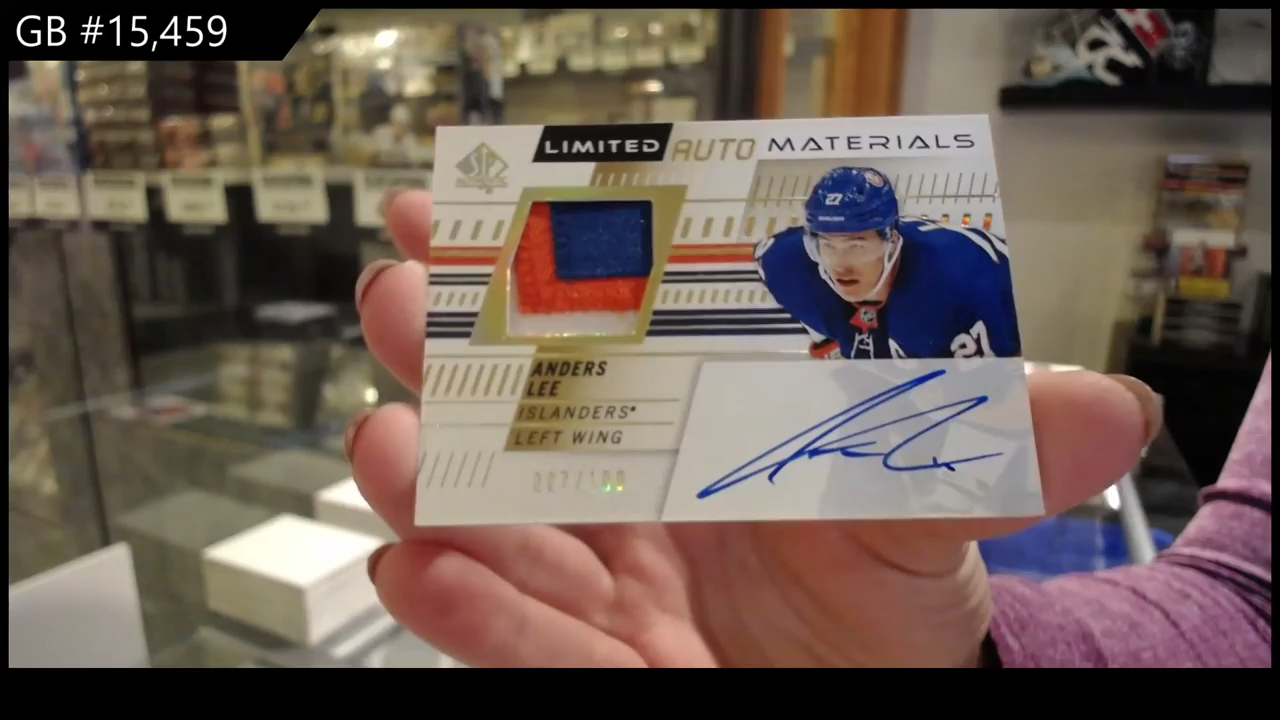 GB #15,459
LIMITED AUTO MATERIALS
27
ANDERS
LEE
ISLANDERS
LEFT WING
27